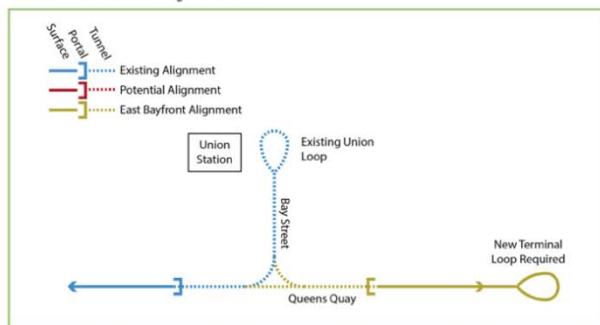 Surface
Portal
Tunnel
Existing Alignment
Potential Alignment
East Bayfront Alignment
Union
Station
Existing Union
Loop
Bay Street
New Terminal
Loop Required
Queens Quay